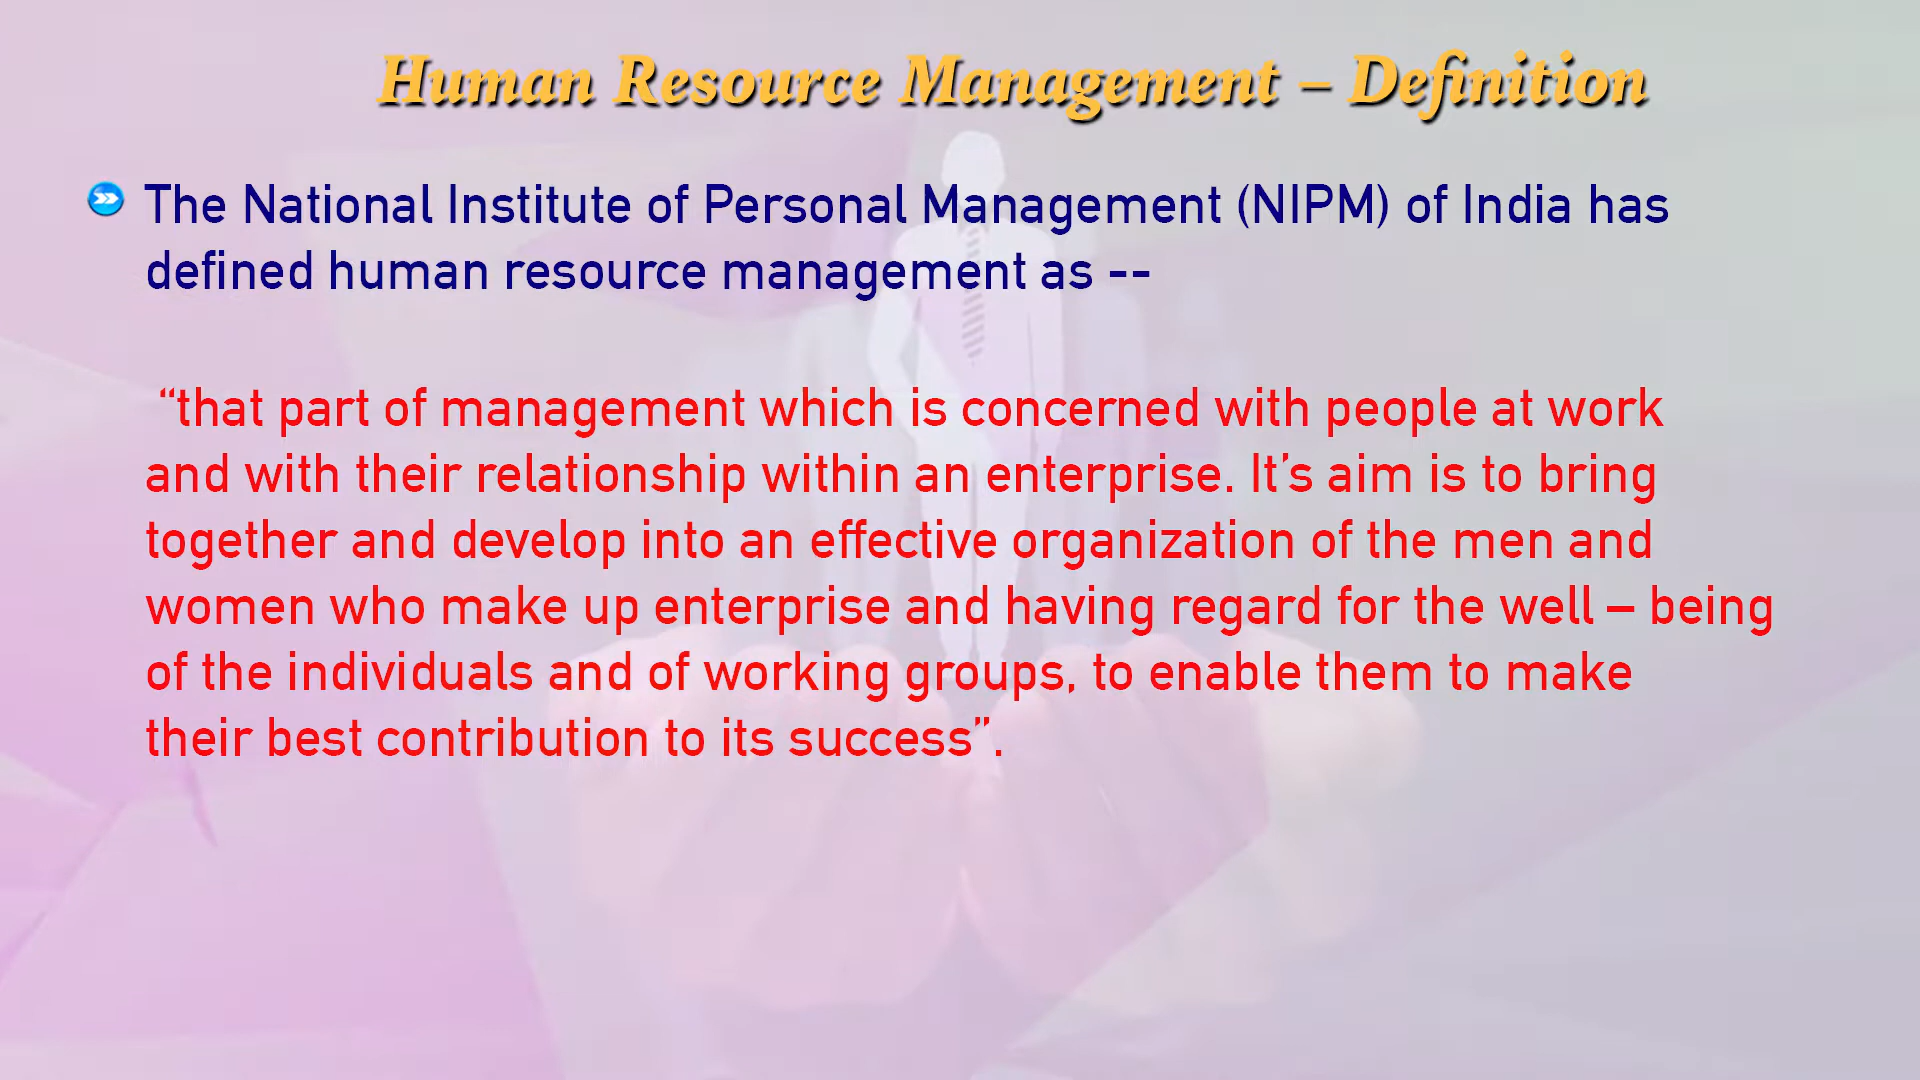 Human Resource Management – Definition
The National Institute of Personal Management (NIPM) of India has
defined human resource management as --
“that part of management which is concerned with people at work
and with their relationship within an enterprise. It’s aim is to bring
together and develop into an effective organization of the men and
women who make up enterprise and having regard for the well – being
of the individuals and of working groups, to enable them to make
their best contribution to its success”.